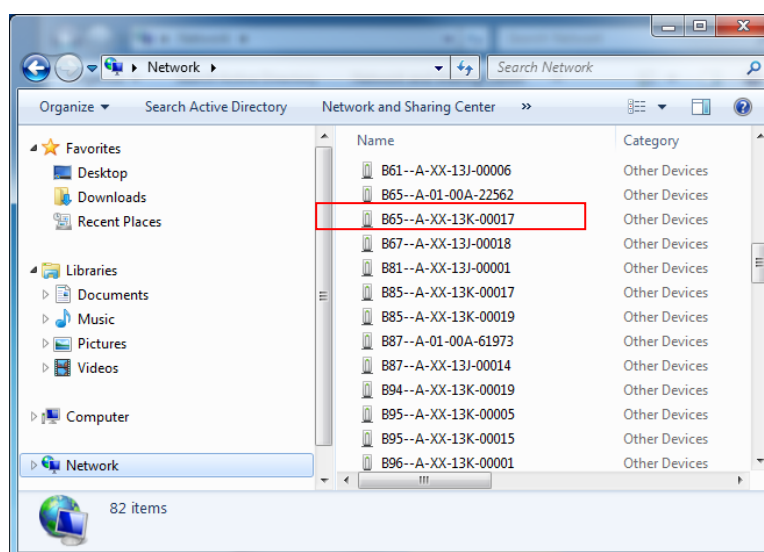 Network
Search Network
Organize
Search Active Directory
Network and Sharing Center
»
Favorites
Desktop
Downloads
Recent Places
Libraries
Documents
Music
Pictures
Videos
Computer
Network
Name Category
B61--A-XX-13J-00006 Other Devices
B65--A-01-00A-22562 Other Devices
B65--A-XX-13K-00017 Other Devices
B67--A-XX-13J-00018 Other Devices
B81--A-XX-13J-00001 Other Devices
B85--A-XX-13K-00017 Other Devices
B85--A-XX-13K-00019 Other Devices
B87--A-01-00A-61973 Other Devices
B87--A-XX-13J-00014 Other Devices
B94--A-XX-13K-00019 Other Devices
B95--A-XX-13K-00005 Other Devices
B95--A-XX-13K-00015 Other Devices
B96--A-XX-13K-00001 Other Devices
82 items